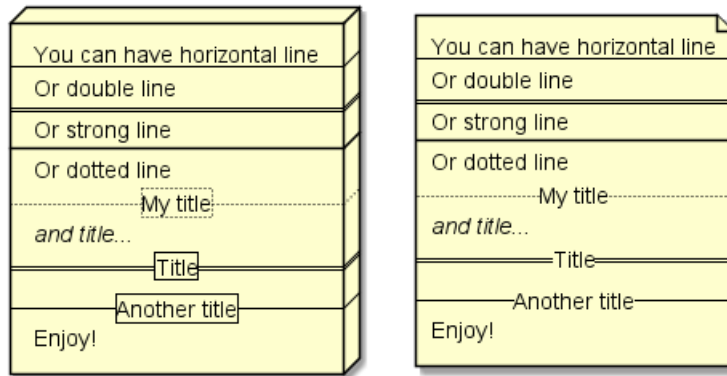 You can have horizontal line
Or double line
Or strong line
Or dotted line
My title
and title...
Title
Another title
Enjoy!
You can have horizontal line
Or double line
Or strong line
Or dotted line
My title
and title...
Title
Another title
Enjoy!